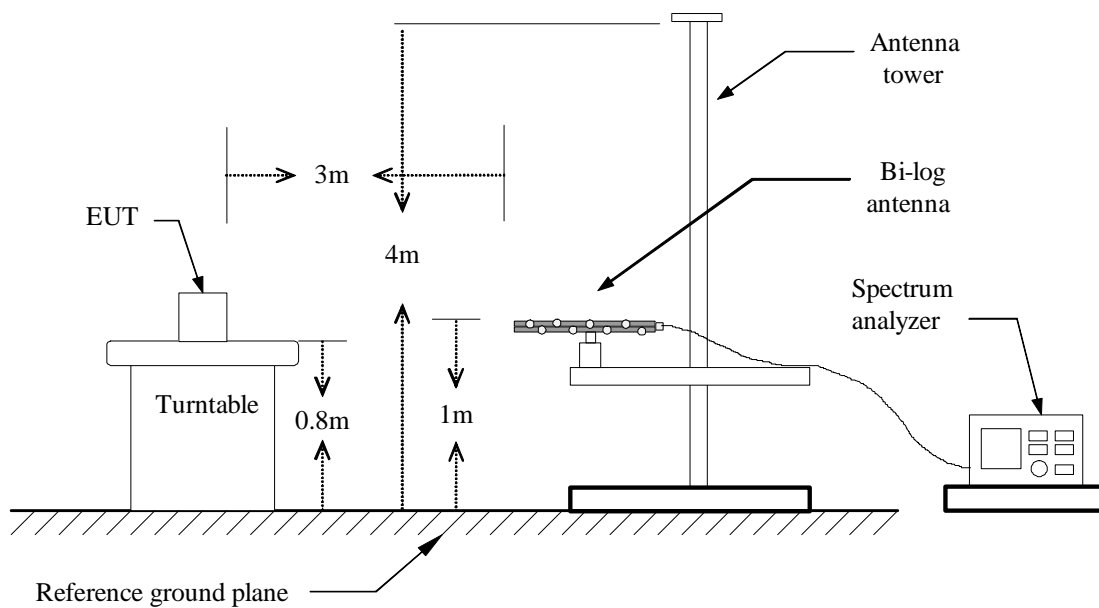 Antenna
tower
3m
Bi-log
antenna
EUT
4m
Spectrum
analyzer
Turntable
0.8m
1m
Reference ground plane